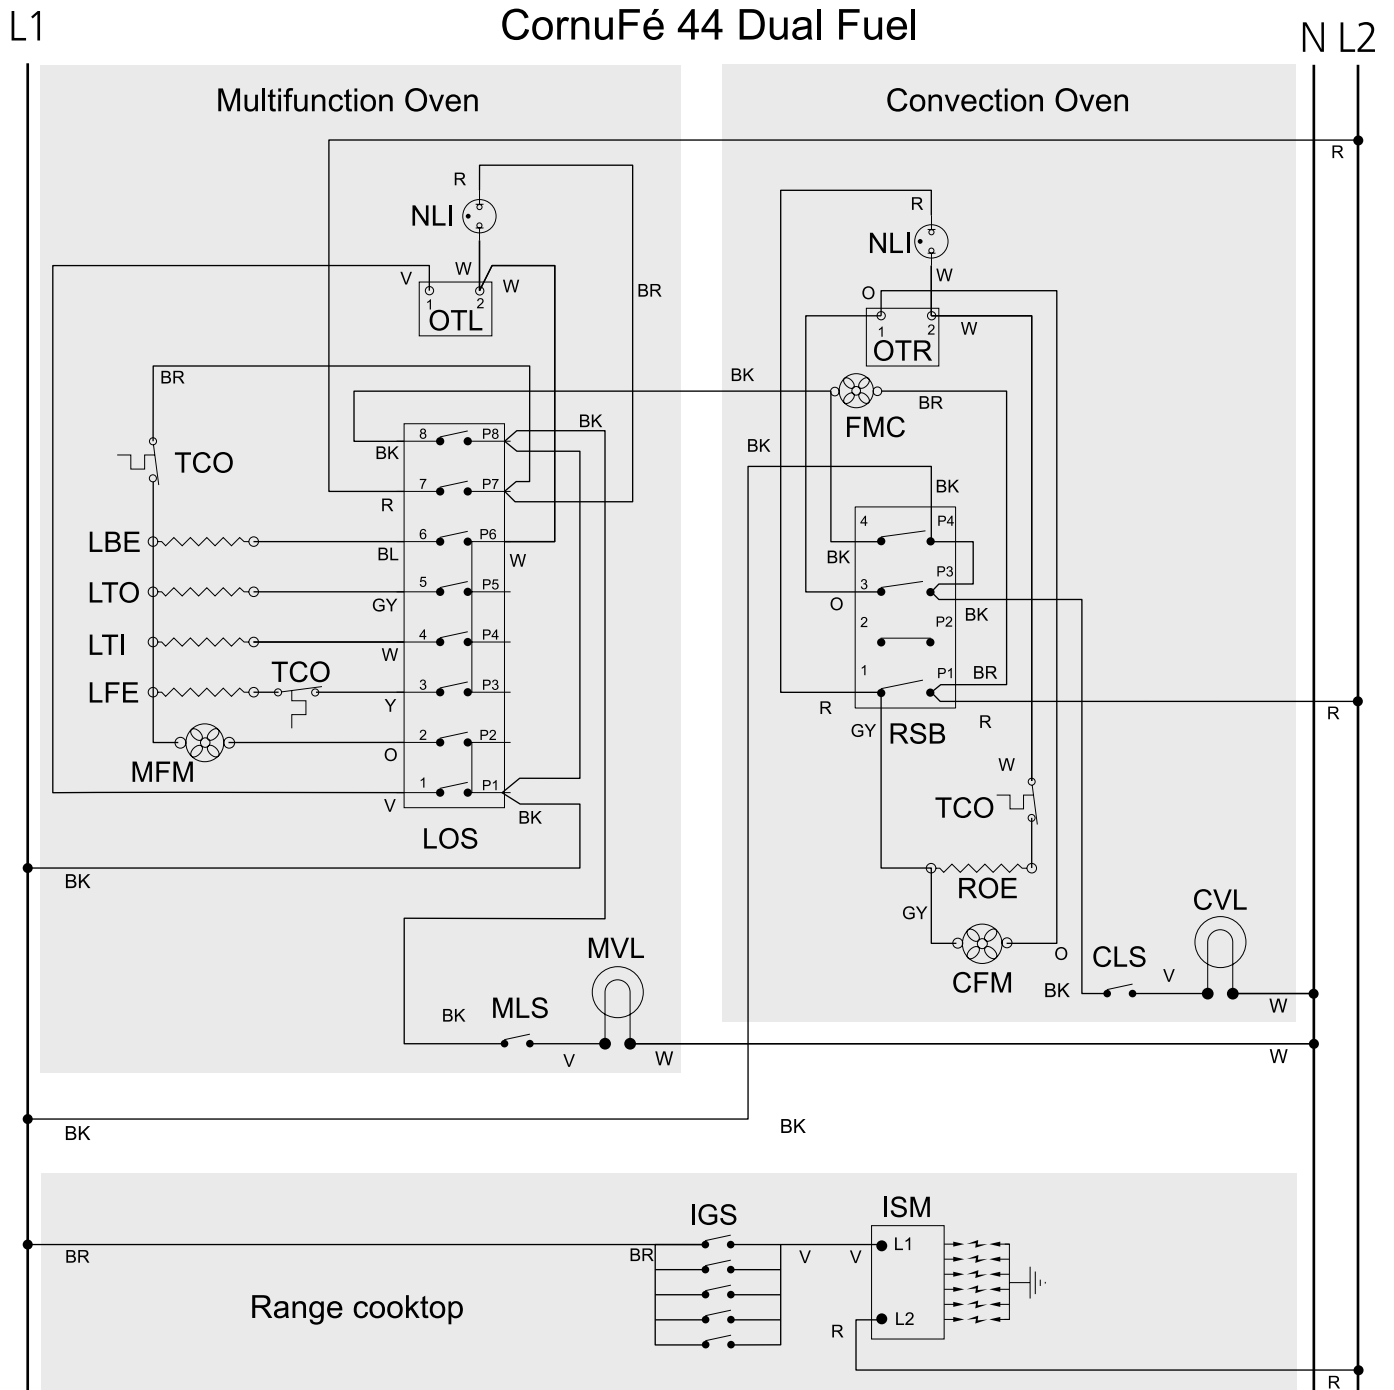 L1
CornuFé 44 Dual Fuel
N L2
Multifunction Oven
Convection Oven
R
R
NLI
W
W
V
1
2
OTL
BR
R
NLI
W
O
1
2
W
OTR
BR
BK
BR
FMC
BK
BK
TCO
8
P8
BK
7
P7
R
LBE
6
P6
BL
W
LTO
5
P5
GY
LTI
4
P4
W
TCO
LFE
3
P3
Y
2
P2
O
MFM
1
P1
V
BK
LOS
BK
BK
4
P4
BK
P3
3
O
BK
2
P2
1
P1
BR
R
R
R
GY
RSB
W
TCO
ROE
GY
CFM
O
CVL
CLS
BK
V
W
MVL
MLS
BK
V
W
W
BK
BK
BK
IGS
ISM
BR
BR
V
V
L1
Range cooktop
L2
R
R